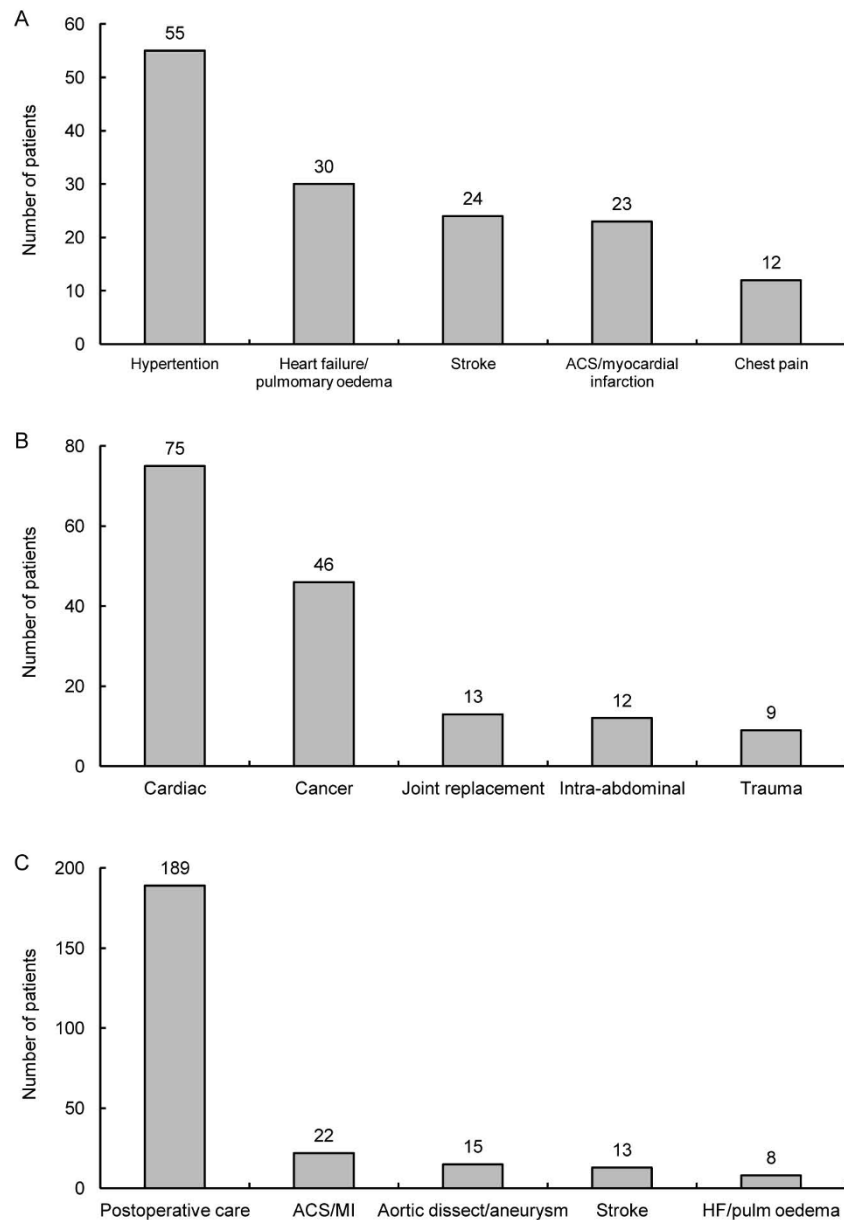 A
Number of patients
60
50
40
30
20
10
0
55
30
24
23
12
Hypertention
Heart failure/
pulmomary oedema
Stroke
ACS/myocardial
infarction
Chest pain
B
Number of patients
80
60
40
20
0
75
46
13
12
9
Cardiac
Cancer
Joint replacement
Intra-abdominal
Trauma
C
Number of patients
200
150
100
50
0
189
22
15
13
8
Postoperative care
ACS/MI
Aortic dissect/aneurysm
Stroke
HF/pulm oedema